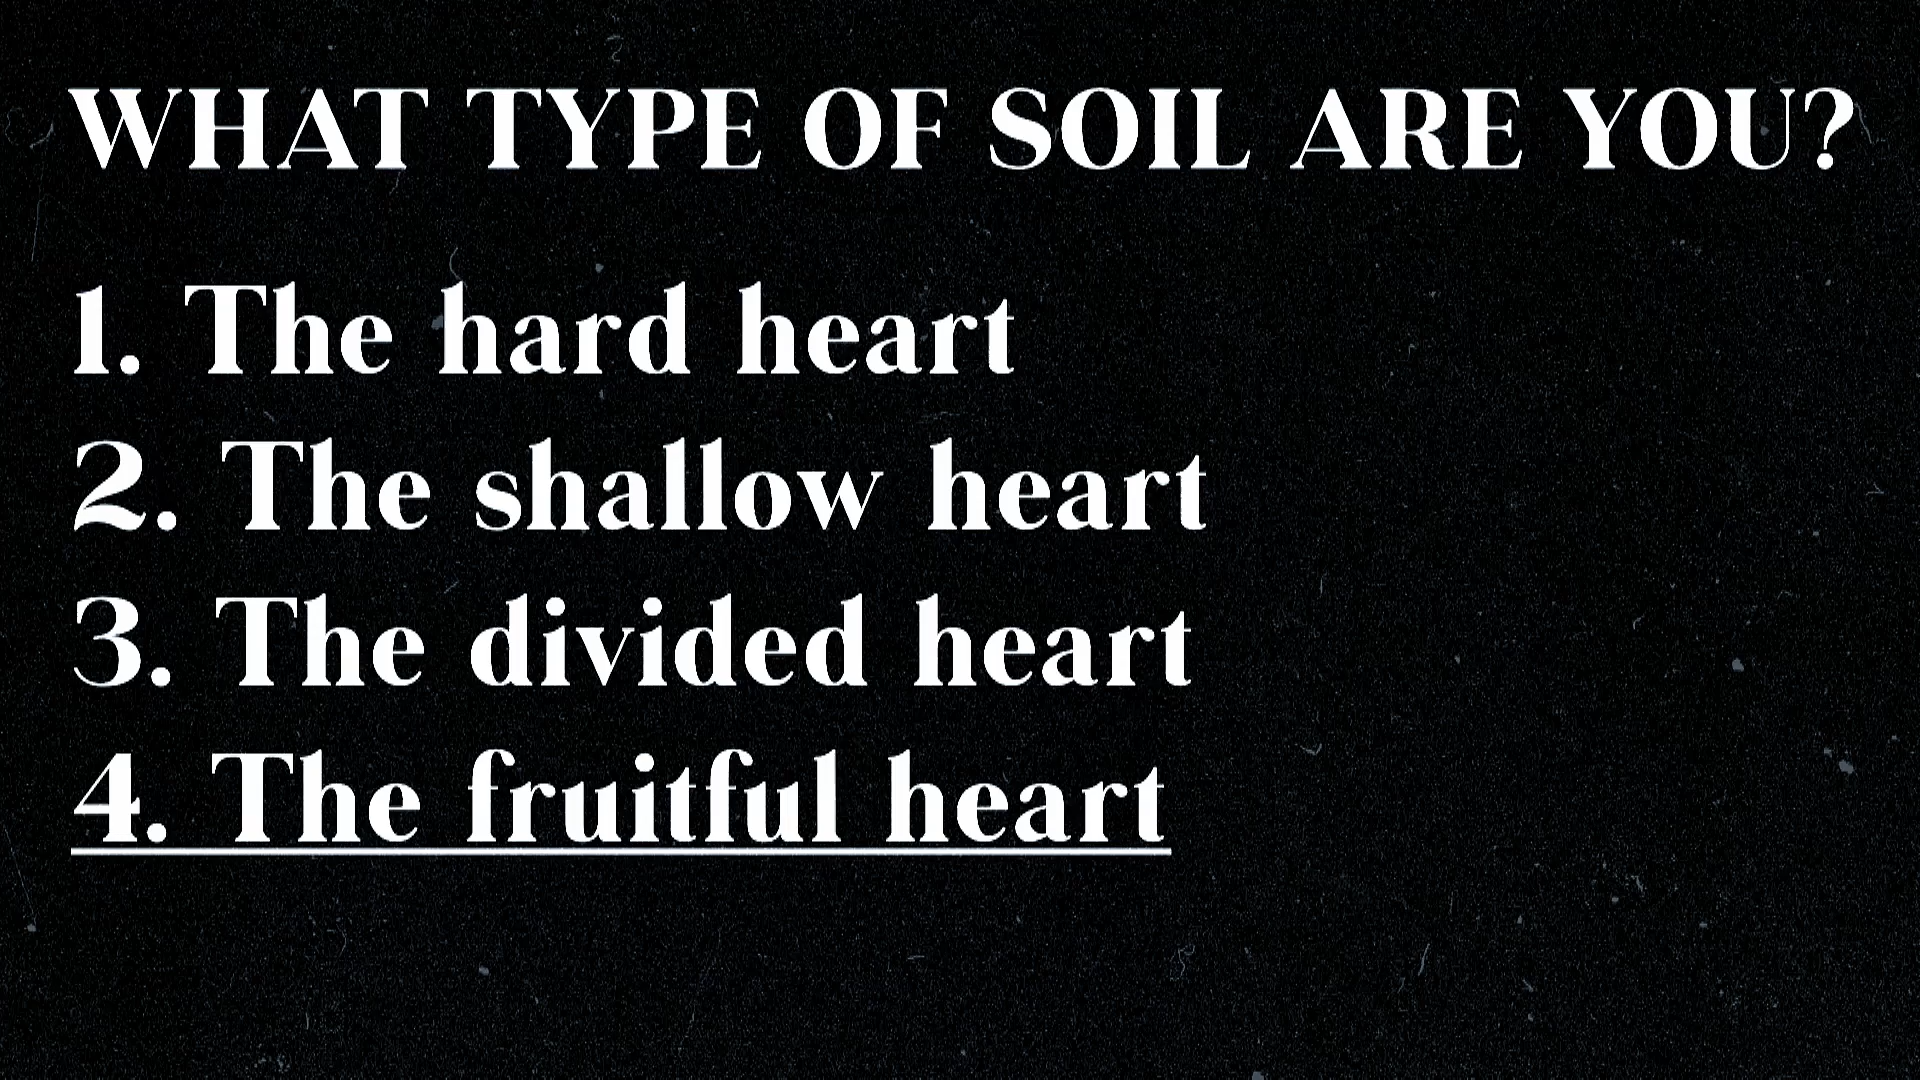 WHAT TYPE OF SOIL ARE YOU?
1. The hard heart
2. The shallow heart
3. The divided heart
4. The fruitful heart